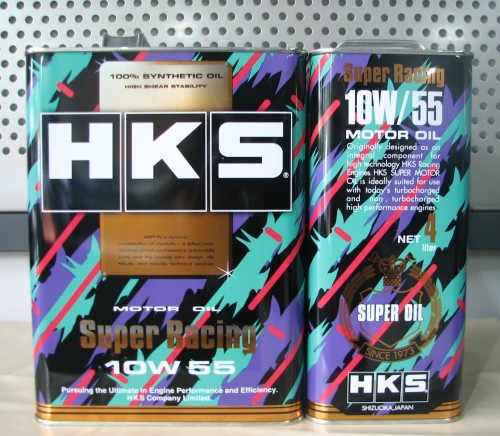 100% SYNTHETIC OIL
HIGH SHEAR STABILITY
HKS®
MOTOR OIL
Super Racing
10W 55
Pursuing the Ultimate in Engine Performance and Efficiency.
HKS Company Limited.
Super Racing
10W/55
MOTOR OIL
Originally designed as an
integral component for
high technology HKS Racing
Engines. HKS SUPER MOTOR
OIL is ideally suited for use
with today's turbocharged
and non turbocharged
high performance engines.
NET 4
liter
SUPER OIL
SINCE 1973
HKS
SHIZUOKA, JAPAN